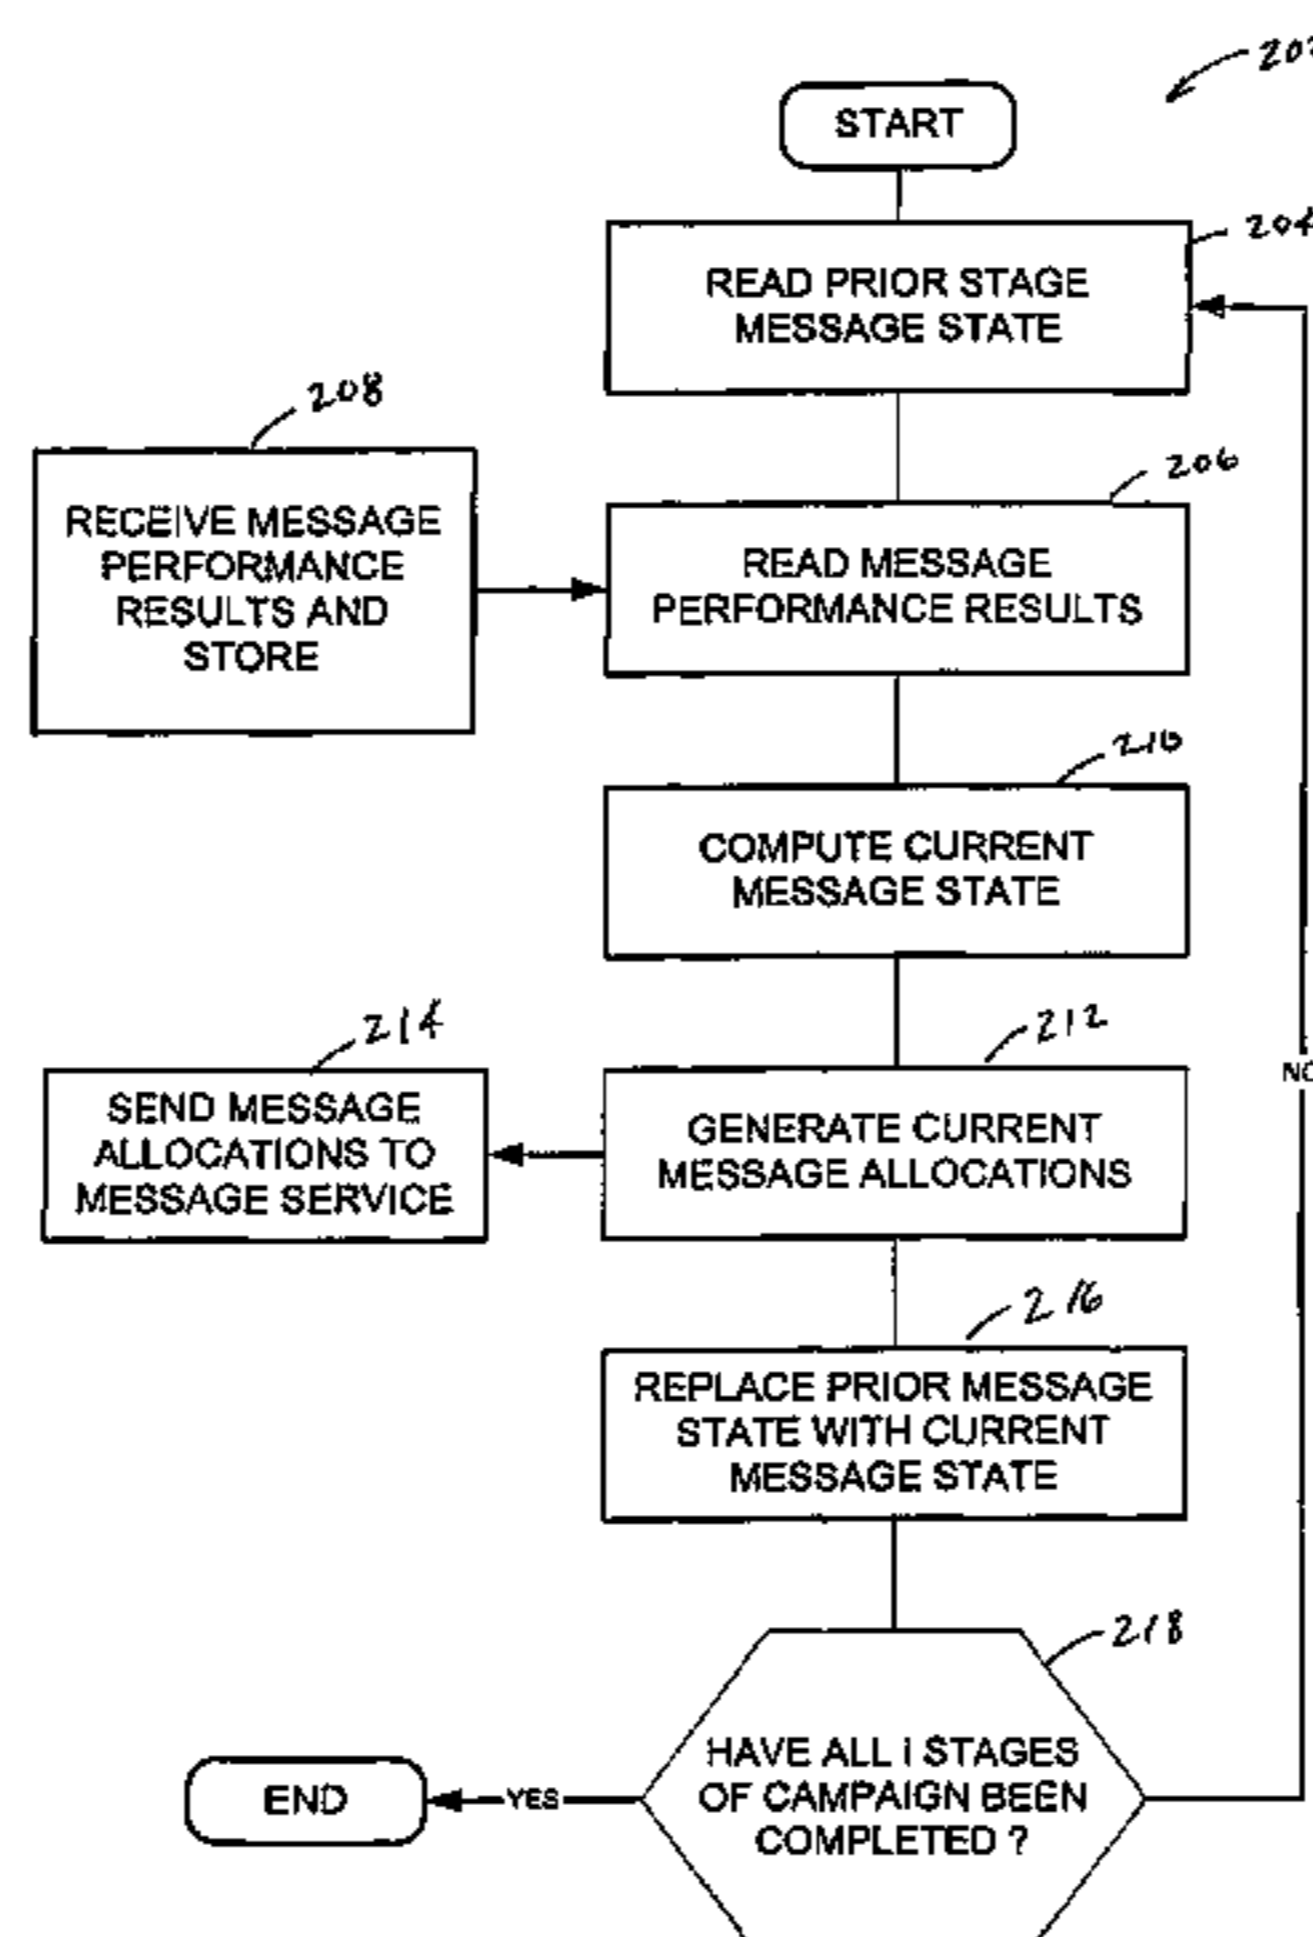 START
204
READ PRIOR STAGE
MESSAGE STATE
208
RECEIVE MESSAGE
PERFORMANCE
RESULTS AND
STORE
206
READ MESSAGE
PERFORMANCE RESULTS
210
COMPUTE CURRENT
MESSAGE STATE
214
SEND MESSAGE
ALLOCATIONS TO
MESSAGE SERVICE
212
GENERATE CURRENT
MESSAGE ALLOCATIONS
NO
216
REPLACE PRIOR MESSAGE
STATE WITH CURRENT
MESSAGE STATE
218
HAVE ALL I STAGES
OF CAMPAIGN BEEN
COMPLETED ?
YES
END